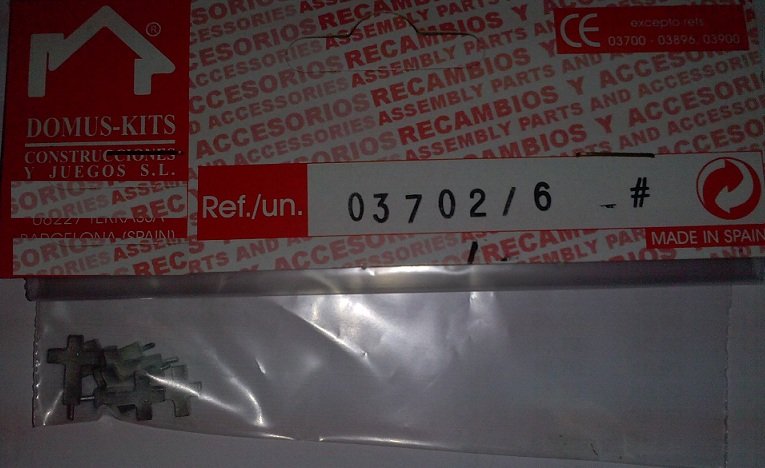 ®
DOMUS-KITS
CONSTRUCCIONES
Y JUEGOS S.L.
08227 TERRASSA
BARCELONA (SPAIN)
RECAMBIOS Y ACCESORIOS
ASSEMBLY PARTS AND ACCESSORIES
CE
excepto refs.
03700 - 03896, 03900
Ref./un.
03702/6 #
MADE IN SPAIN